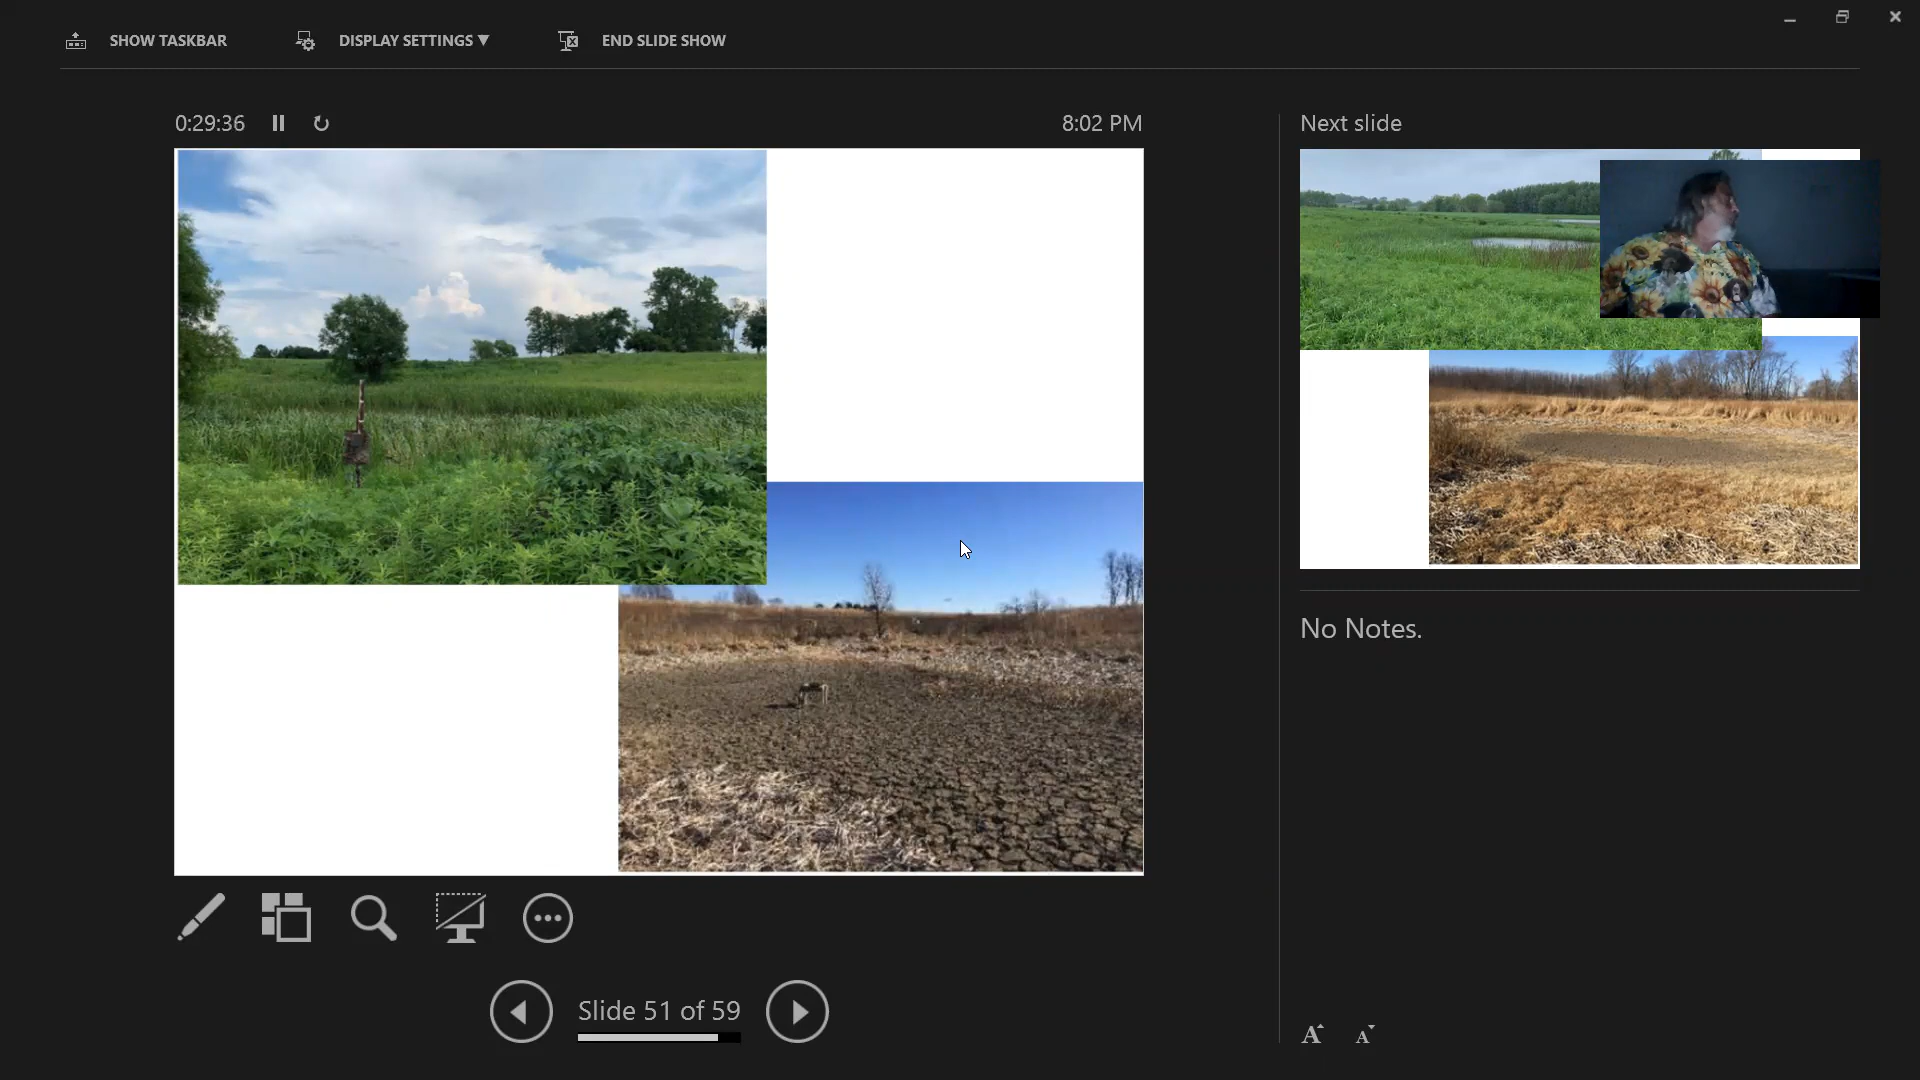 SHOW TASKBAR
DISPLAY SETTINGS
END SLIDE SHOW
0:29:36
8:02 PM
Next slide
No Notes.
Slide 51 of 59
A
A